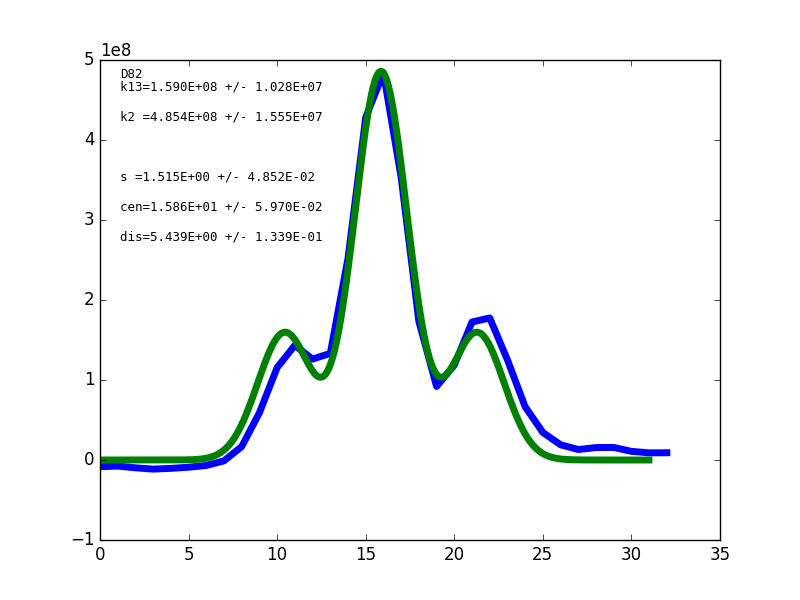 1e8
D82
k13=1.590E+08 +/- 1.028E+07
k2 =4.854E+08 +/- 1.555E+07
s =1.515E+00 +/- 4.852E-02
cen=1.586E+01 +/- 5.970E-02
dis=5.439E+00 +/- 1.339E-01
5
4
3
2
1
0
−1
0 5 10 15 20 25 30 35